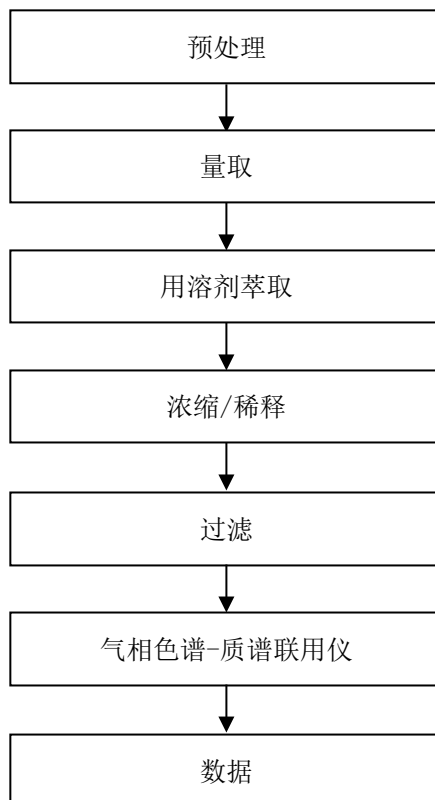 预处理
量取
用溶剂萃取
浓缩/稀释
过滤
气相色谱-质谱联用仪
数据